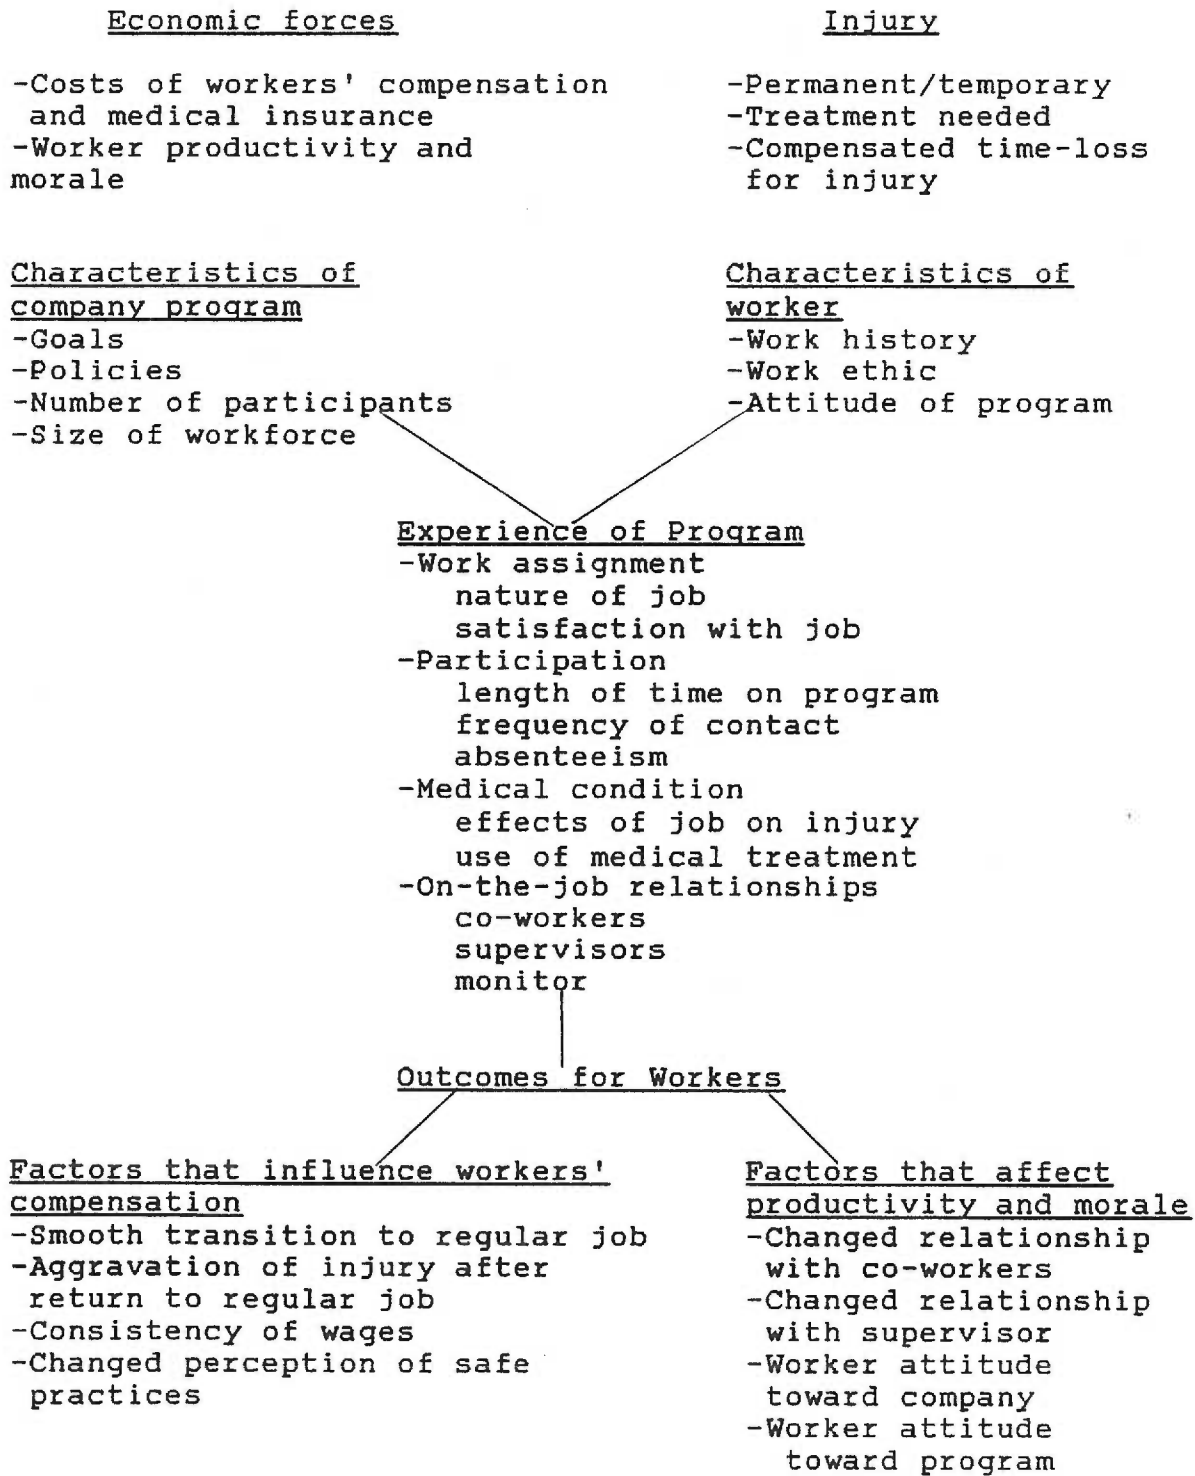 Economic forces
-Costs of workers' compensation
and medical insurance
-Worker productivity and
morale
Injury
-Permanent/temporary
-Treatment needed
-Compensated time-loss
for injury
Characteristics of
company program
-Goals
-Policies
-Number of participants
-Size of workforce
Characteristics of
worker
-Work history
-Work ethic
-Attitude of program
Experience of Program
-Work assignment
nature of job
satisfaction with job
-Participation
length of time on program
frequency of contact
absenteeism
-Medical condition
effects of job on injury
use of medical treatment
-On-the-job relationships
co-workers
supervisors
monitor
Outcomes for Workers
Factors that influence workers'
compensation
-Smooth transition to regular job
-Aggravation of injury after
return to regular job
-Consistency of wages
-Changed perception of safe
practices
Factors that affect
productivity and morale
-Changed relationship
with co-workers
-Changed relationship
with supervisor
-Worker attitude
toward company
-Worker attitude
toward program